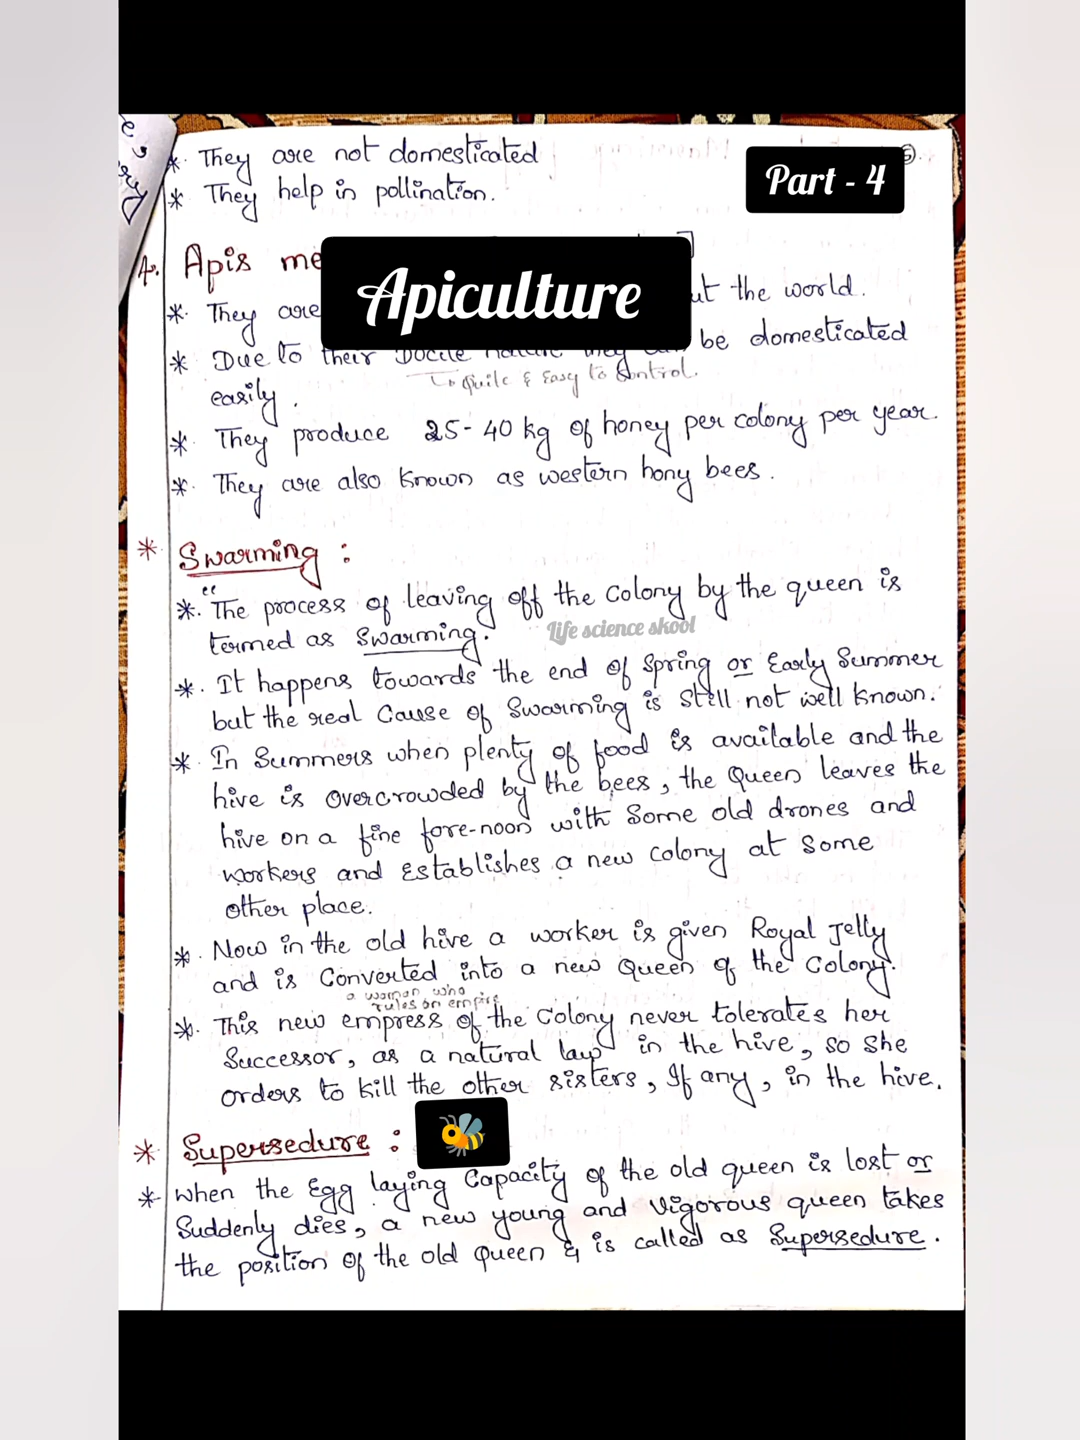 * They are not domesticated
* They help in pollination.
Part - 4
4. Apis me
Apiculture
* They are ut the world.
* Due to their Docile nature they can be domesticated
→ Quite & Easy to Control.
easily.
* They produce 25-40 kg of honey per colony per year.
* They are also known as western hony bees.
* Swarming :
*. "The process of leaving off the colony by the queen is
termed as Swarming.
Life science skool
*. It happens towards the end of Spring or Early Summer
but the real Cause of Swarming is still not well known.
* In Summers when plenty of food is available and the
hive is overcrowded by the bees, the Queen leaves the
hive on a fine fore-noon with Some old drones and
workers and Establishes a new colony at some
other place.
*. Now in the old hive a worker is given Royal Jelly
and is Converted into a new Queen of the Colony.
a woman who
rules an empire
*. This new empress of the Colony never tolerates her
Successor, as a natural law in the hive, so she
orders to kill the other sisters, If any, in the hive.
* Supersedure :
* when the Egg laying Capacity of the old queen is lost or
Suddenly dies, a new young and vigorous queen takes
the position of the old Queen & is called as Supersedure.